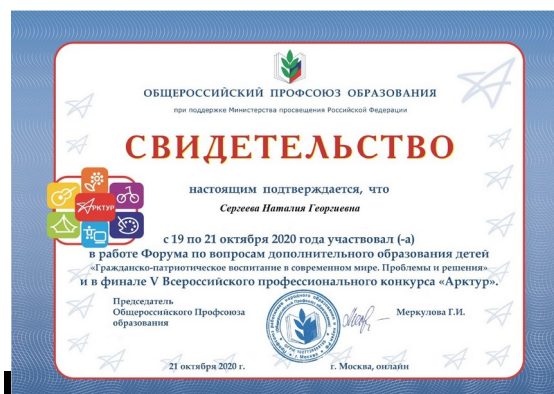 ОБЩЕРОССИЙСКИЙ ПРОФСОЮЗ ОБРАЗОВАНИЯ
при поддержке Министерства просвещения Российской Федерации
СВИДЕТЕЛЬСТВО
настоящим подтверждается, что
Сергеева Наталия Георгиевна
АРКТУР
с 19 по 21 октября 2020 года участвовал (-а)
в работе Форума по вопросам дополнительного образования детей
«Гражданско-патриотическое воспитание в современном мире. Проблемы и решения»
и в финале V Всероссийского профессионального конкурса «Арктур».
Председатель
Общероссийского Профсоюза
образования
Меркулова Г.И.
21 октября 2020 г.
г. Москва, онлайн